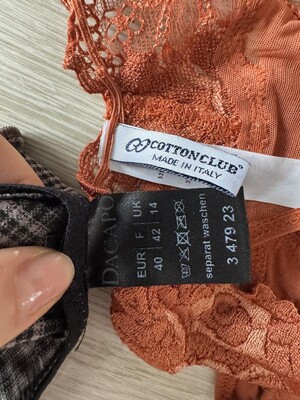 COTTONCLUB®
MADE IN ITALY
DACAPO
EUR F UK
40 42 14
separat waschen
3 479 23